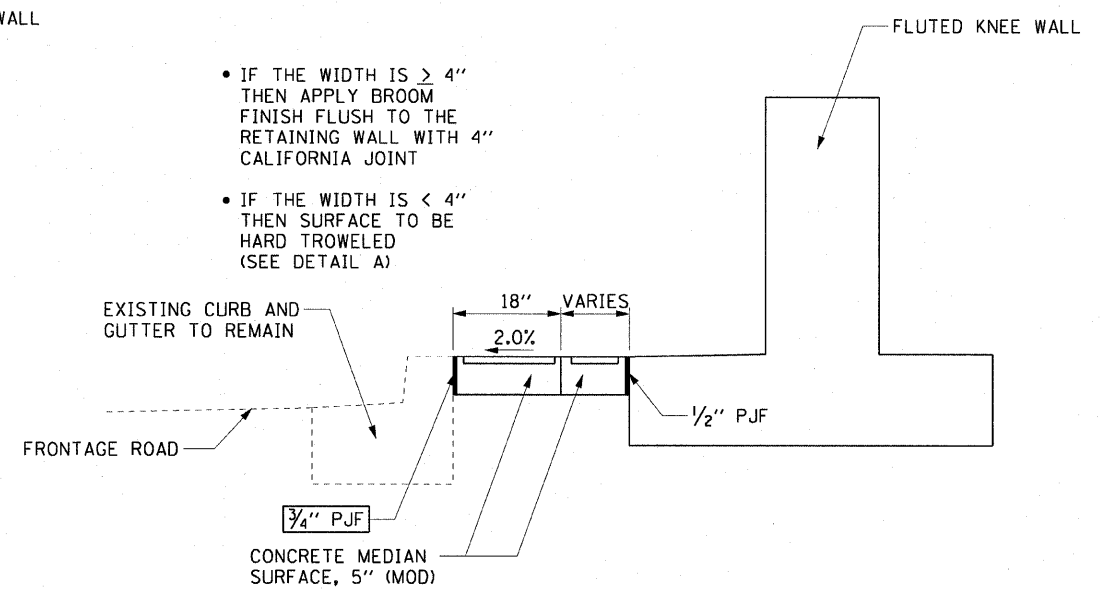 WALL
FLUTED KNEE WALL
• IF THE WIDTH IS ≥ 4"
THEN APPLY BROOM
FINISH FLUSH TO THE
RETAINING WALL WITH 4"
CALIFORNIA JOINT
• IF THE WIDTH IS < 4"
THEN SURFACE TO BE
HARD TROWELED
(SEE DETAIL A)
EXISTING CURB AND
GUTTER TO REMAIN
18"
VARIES
2.0%
1/2" PJF
FRONTAGE ROAD
3/4" PJF
CONCRETE MEDIAN
SURFACE, 5" (MOD)